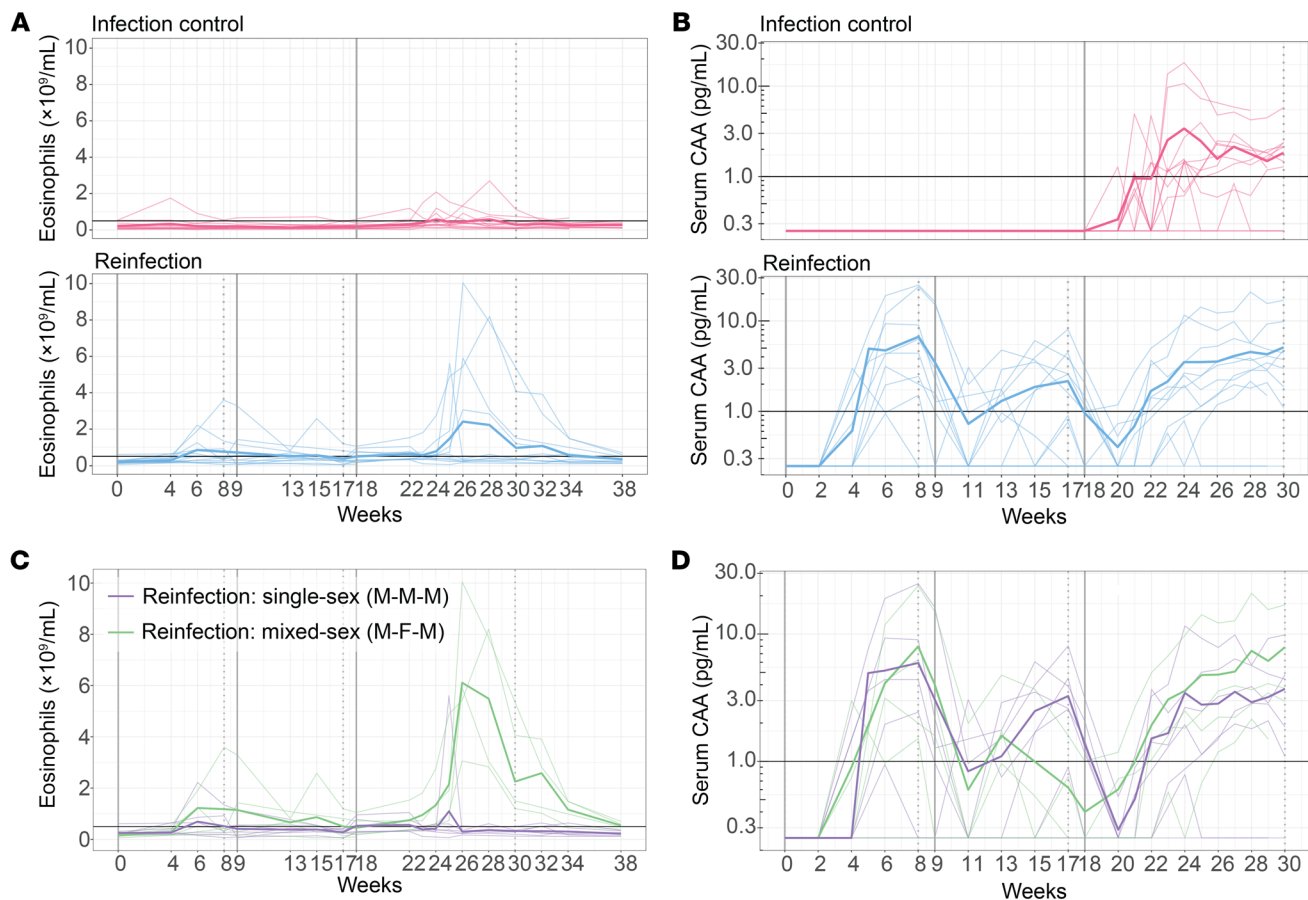 A
Infection control
Eosinophils (×10⁹/mL)
10
8
6
4
2
0
Reinfection
Eosinophils (×10⁹/mL)
10
8
6
4
2
0
0 4 6 8 9 13 15 17 18 22 24 26 28 30 32 34 38
Weeks
B
Infection control
Serum CAA (pg/mL)
30.0
10.0
3.0
1.0
0.3
Reinfection
Serum CAA (pg/mL)
30.0
10.0
3.0
1.0
0.3
0 2 4 6 8 9 11 13 15 17 18 20 22 24 26 28 30
Weeks
C
Eosinophils (×10⁹/mL)
10
8
6
4
2
0
Reinfection: single-sex (M-M-M)
Reinfection: mixed-sex (M-F-M)
0 4 6 8 9 13 15 17 18 22 24 26 28 30 32 34 38
Weeks
D
Serum CAA (pg/mL)
30.0
10.0
3.0
1.0
0.3
0 2 4 6 8 9 11 13 15 17 18 20 22 24 26 28 30
Weeks